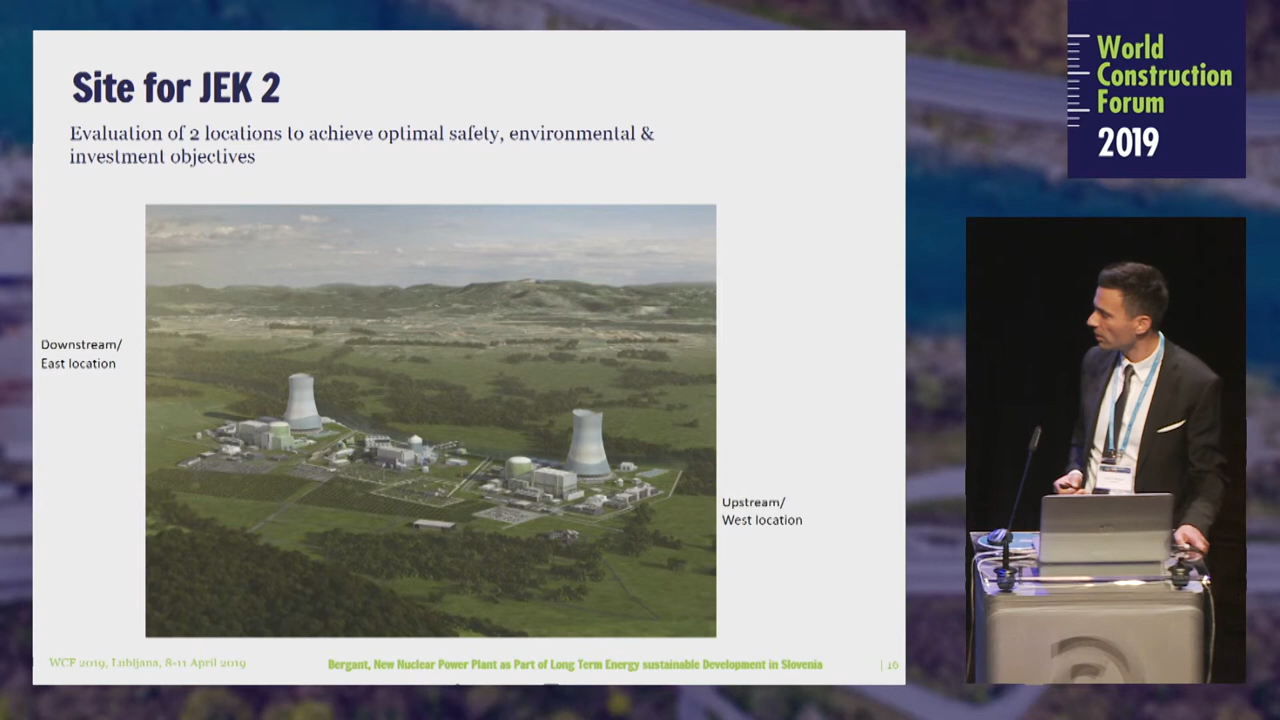 Site for JEK 2
Evaluation of 2 locations to achieve optimal safety, environmental &
investment objectives
Downstream/
East location
Upstream/
West location
WCF 2019, Lubljana, 8-11 April 2019
Bergant, New Nuclear Power Plant as Part of Long Term Energy sustainable Development in Slovenia
| 16
World
Construction
Forum
2019